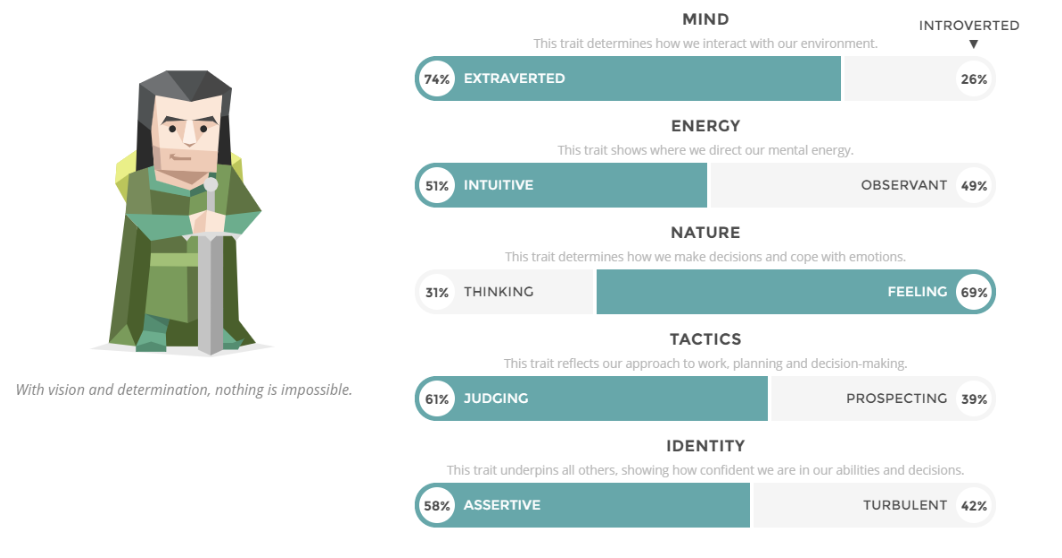 MIND
INTROVERTED
This trait determines how we interact with our environment.
74% EXTRAVERTED 26%
ENERGY
This trait shows where we direct our mental energy.
51% INTUITIVE OBSERVANT 49%
NATURE
This trait determines how we make decisions and cope with emotions.
31% THINKING FEELING 69%
TACTICS
This trait reflects our approach to work, planning and decision-making.
61% JUDGING PROSPECTING 39%
IDENTITY
This trait underpins all others, showing how confident we are in our abilities and decisions.
58% ASSERTIVE TURBULENT 42%
With vision and determination, nothing is impossible.